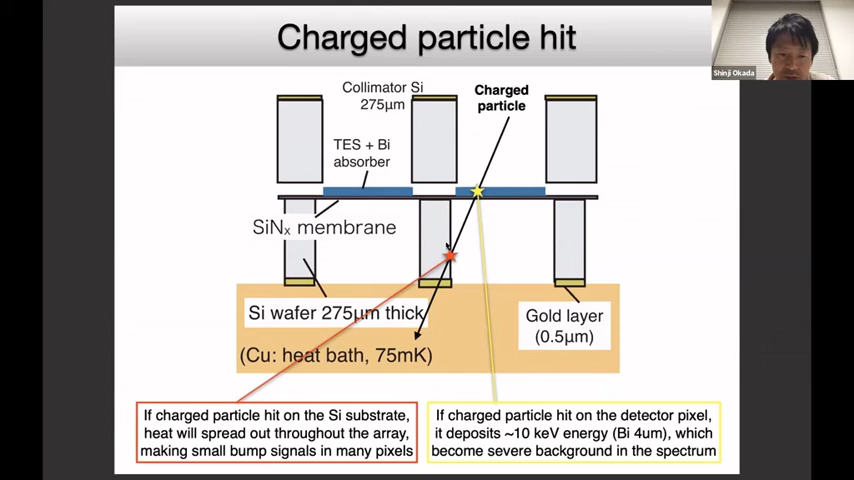 Charged particle hit
Shinji Okada
Collimator Si
275μm
Charged
particle
TES + Bi
absorber
SiNx membrane
Si wafer 275μm thick
Gold layer
(0.5μm)
(Cu: heat bath, 75mK)
If charged particle hit on the Si substrate,
heat will spread out throughout the array,
making small bump signals in many pixels
If charged particle hit on the detector pixel,
it deposits ~10 keV energy (Bi 4um), which
become severe background in the spectrum